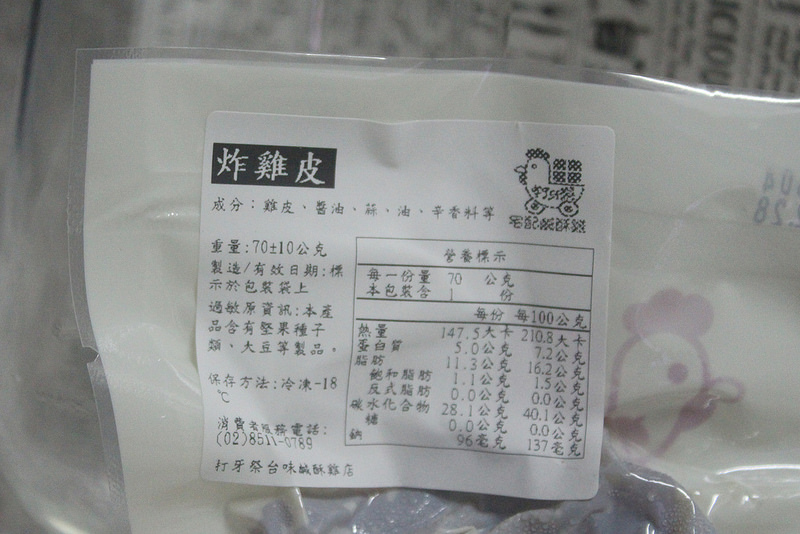 炸雞皮
成分：雞皮、醬油、蒜、油、辛香料等
重量:70±10公克
製造/有效日期:標
示於包裝袋上
過敏原資訊:本產
品含有堅果種子
類、大豆等製品。
保存方法:冷凍-18
℃
消費者服務電話:
(02)8511-0789
打牙祭台味鹹酥雞店
營養標示
每一份量 70 公克
本包裝含 1 份
每份 每100公克
熱量 147.5大卡 210.8大卡
蛋白質 5.0公克 7.2公克
脂肪 11.3公克 16.2公克
飽和脂肪 1.1公克 1.5公克
反式脂肪 0.0公克 0.0公克
碳水化合物 28.1公克 40.1公克
糖 0.0公克 0.0公克
鈉 96毫克 137毫克